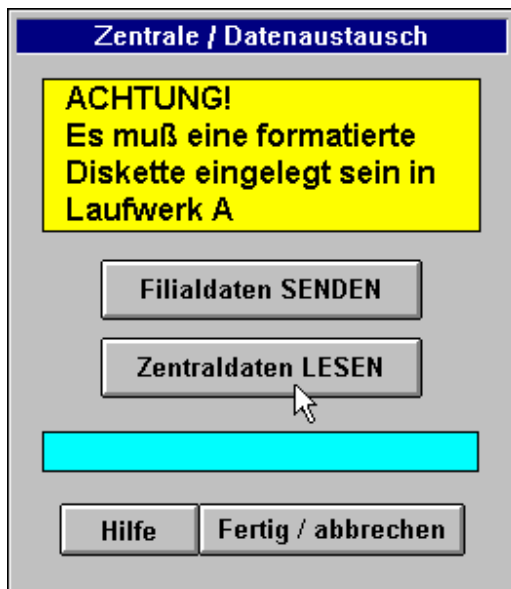 Zentrale / Datenaustausch
ACHTUNG!
Es muß eine formatierte
Diskette eingelegt sein in
Laufwerk A
Filialdaten SENDEN
Zentraldaten LESEN
Hilfe Fertig / abbrechen